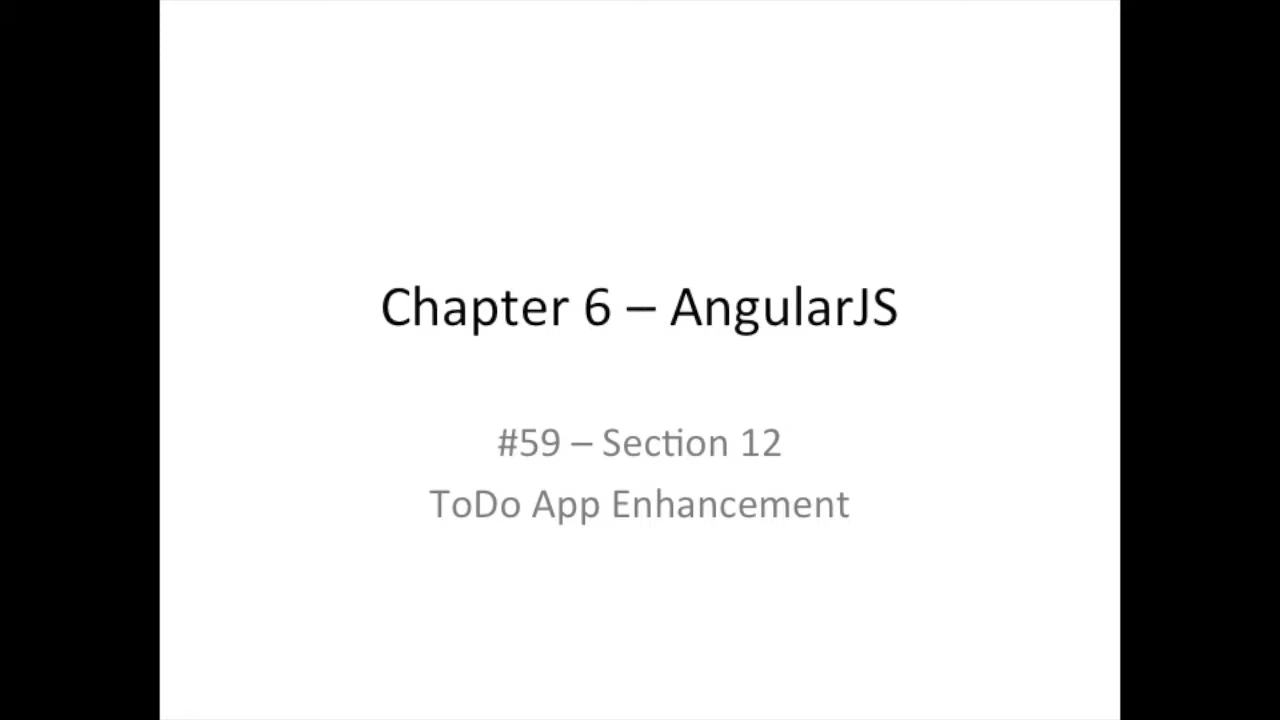 Chapter 6 – AngularJS
#59 – Section 12
ToDo App Enhancement